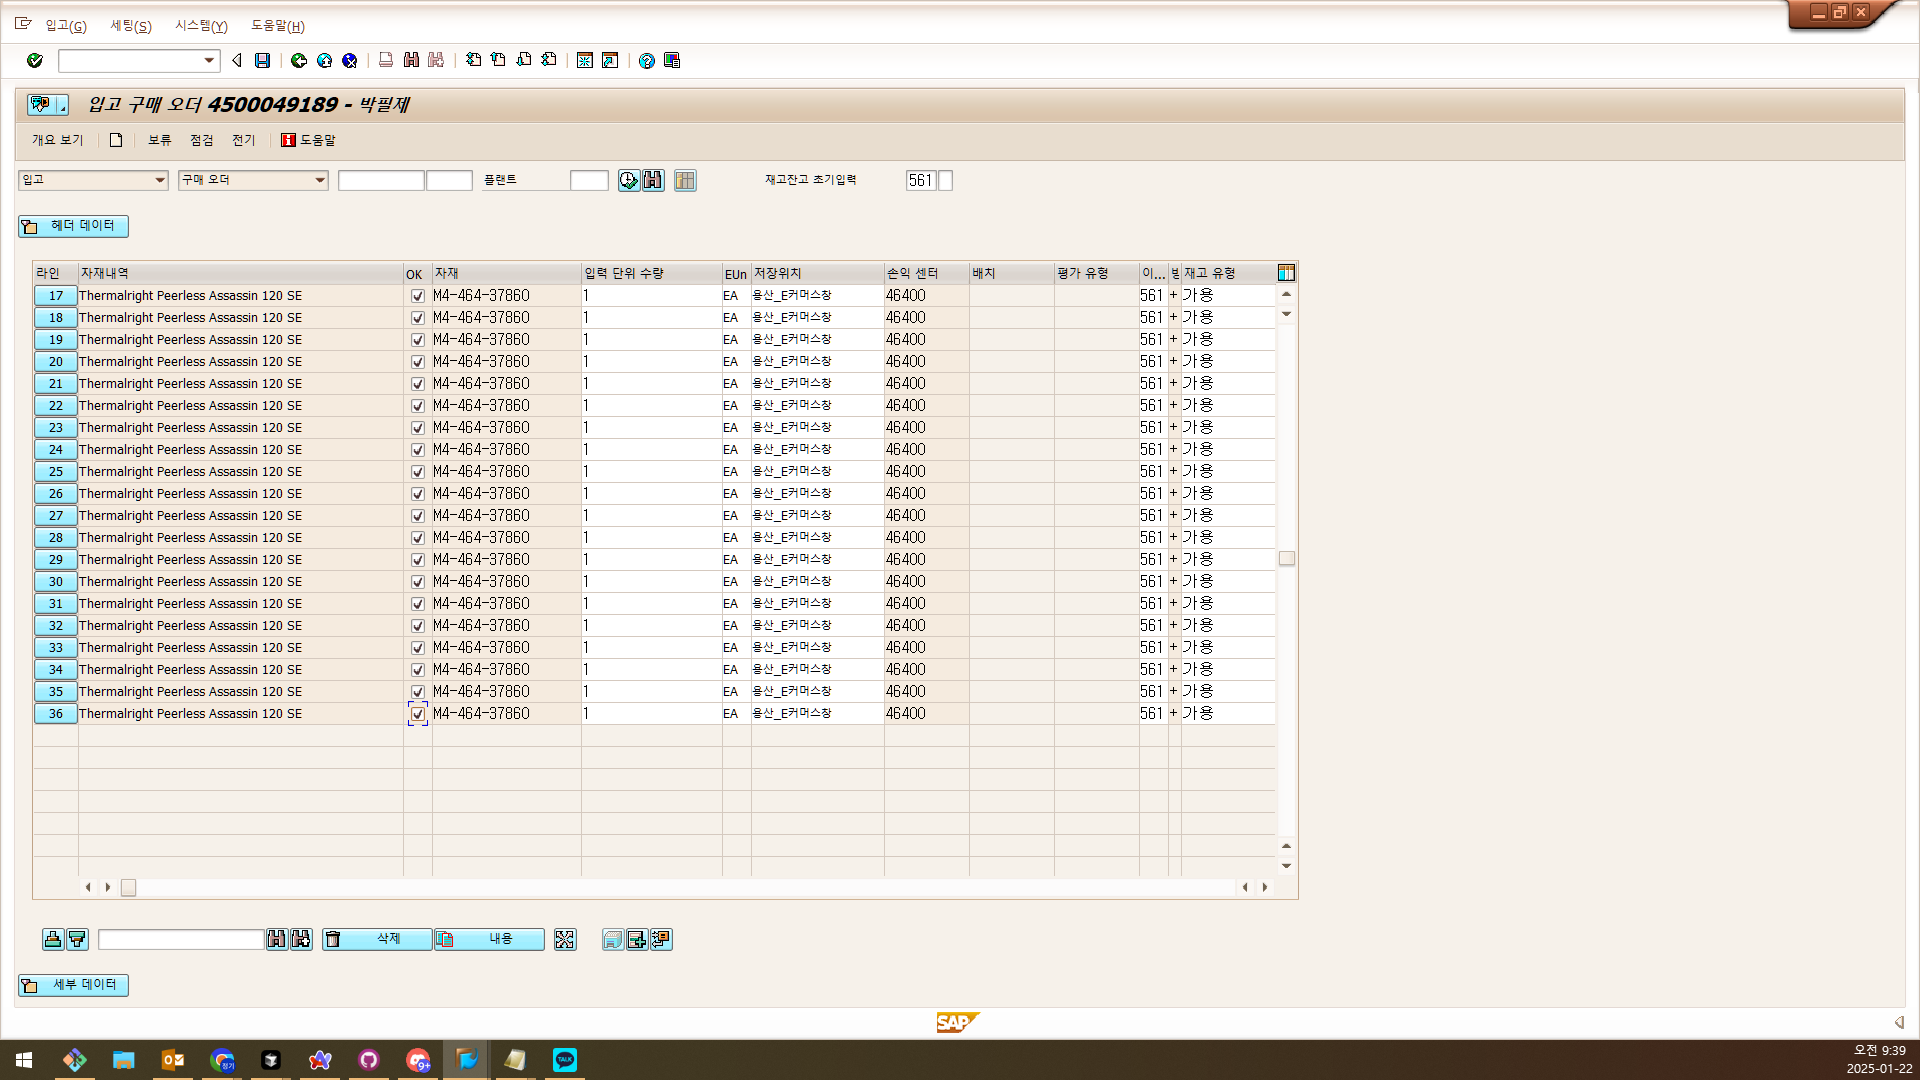 입고(G) 세팅(S) 시스템(Y) 도움말(H)
입고 구매 오더 4500049189 - 박필제
개요 보기 보류 점검 전기 도움말
입고 구매 오더 플랜트 재고잔고 초기입력 561
헤더 데이터
라인 자재내역 OK 자재 입력 단위 수량 EUn 저장위치 손익 센터 배치 평가 유형 이... 재고 유형
17 Thermalright Peerless Assassin 120 SE M4-464-37860 1 EA 용산_E커머스창 46400 561 + 가용
18 Thermalright Peerless Assassin 120 SE M4-464-37860 1 EA 용산_E커머스창 46400 561 + 가용
19 Thermalright Peerless Assassin 120 SE M4-464-37860 1 EA 용산_E커머스창 46400 561 + 가용
20 Thermalright Peerless Assassin 120 SE M4-464-37860 1 EA 용산_E커머스창 46400 561 + 가용
21 Thermalright Peerless Assassin 120 SE M4-464-37860 1 EA 용산_E커머스창 46400 561 + 가용
22 Thermalright Peerless Assassin 120 SE M4-464-37860 1 EA 용산_E커머스창 46400 561 + 가용
23 Thermalright Peerless Assassin 120 SE M4-464-37860 1 EA 용산_E커머스창 46400 561 + 가용
24 Thermalright Peerless Assassin 120 SE M4-464-37860 1 EA 용산_E커머스창 46400 561 + 가용
25 Thermalright Peerless Assassin 120 SE M4-464-37860 1 EA 용산_E커머스창 46400 561 + 가용
26 Thermalright Peerless Assassin 120 SE M4-464-37860 1 EA 용산_E커머스창 46400 561 + 가용
27 Thermalright Peerless Assassin 120 SE M4-464-37860 1 EA 용산_E커머스창 46400 561 + 가용
28 Thermalright Peerless Assassin 120 SE M4-464-37860 1 EA 용산_E커머스창 46400 561 + 가용
29 Thermalright Peerless Assassin 120 SE M4-464-37860 1 EA 용산_E커머스창 46400 561 + 가용
30 Thermalright Peerless Assassin 120 SE M4-464-37860 1 EA 용산_E커머스창 46400 561 + 가용
31 Thermalright Peerless Assassin 120 SE M4-464-37860 1 EA 용산_E커머스창 46400 561 + 가용
32 Thermalright Peerless Assassin 120 SE M4-464-37860 1 EA 용산_E커머스창 46400 561 + 가용
33 Thermalright Peerless Assassin 120 SE M4-464-37860 1 EA 용산_E커머스창 46400 561 + 가용
34 Thermalright Peerless Assassin 120 SE M4-464-37860 1 EA 용산_E커머스창 46400 561 + 가용
35 Thermalright Peerless Assassin 120 SE M4-464-37860 1 EA 용산_E커머스창 46400 561 + 가용
36 Thermalright Peerless Assassin 120 SE M4-464-37860 1 EA 용산_E커머스창 46400 561 + 가용
삭제 내용
세부 데이터
SAP
9+ TALK 오전 9:39
2025-01-22